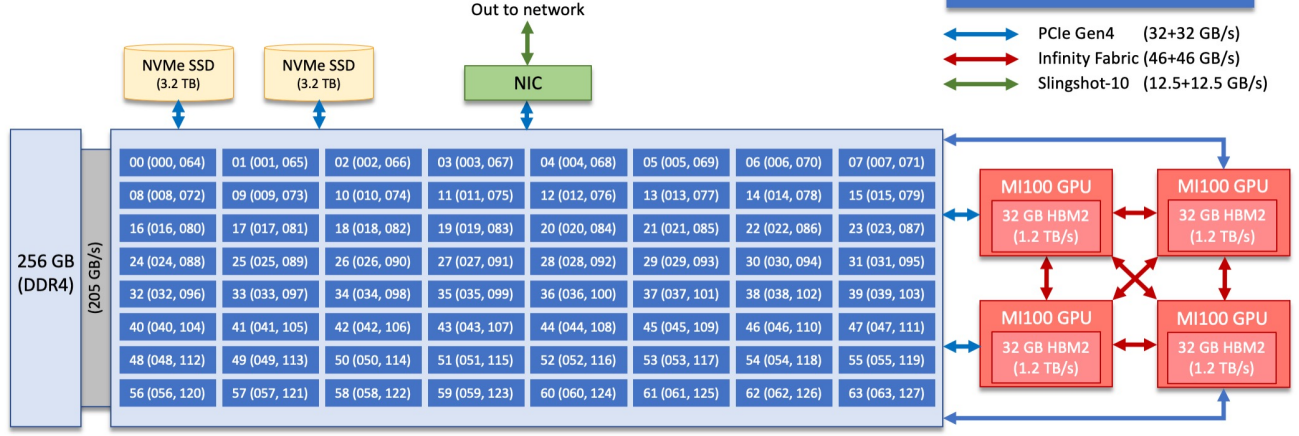 Out to network
PCIe Gen4 (32+32 GB/s)
Infinity Fabric (46+46 GB/s)
Slingshot-10 (12.5+12.5 GB/s)
NVMe SSD
(3.2 TB)
NVMe SSD
(3.2 TB)
NIC
256 GB
(DDR4)
(205 GB/s)
00 (000, 064) 01 (001, 065) 02 (002, 066) 03 (003, 067) 04 (004, 068) 05 (005, 069) 06 (006, 070) 07 (007, 071)
08 (008, 072) 09 (009, 073) 10 (010, 074) 11 (011, 075) 12 (012, 076) 13 (013, 077) 14 (014, 078) 15 (015, 079)
16 (016, 080) 17 (017, 081) 18 (018, 082) 19 (019, 083) 20 (020, 084) 21 (021, 085) 22 (022, 086) 23 (023, 087)
24 (024, 088) 25 (025, 089) 26 (026, 090) 27 (027, 091) 28 (028, 092) 29 (029, 093) 30 (030, 094) 31 (031, 095)
32 (032, 096) 33 (033, 097) 34 (034, 098) 35 (035, 099) 36 (036, 100) 37 (037, 101) 38 (038, 102) 39 (039, 103)
40 (040, 104) 41 (041, 105) 42 (042, 106) 43 (043, 107) 44 (044, 108) 45 (045, 109) 46 (046, 110) 47 (047, 111)
48 (048, 112) 49 (049, 113) 50 (050, 114) 51 (051, 115) 52 (052, 116) 53 (053, 117) 54 (054, 118) 55 (055, 119)
56 (056, 120) 57 (057, 121) 58 (058, 122) 59 (059, 123) 60 (060, 124) 61 (061, 125) 62 (062, 126) 63 (063, 127)
MI100 GPU
32 GB HBM2
(1.2 TB/s)
MI100 GPU
32 GB HBM2
(1.2 TB/s)
MI100 GPU
32 GB HBM2
(1.2 TB/s)
MI100 GPU
32 GB HBM2
(1.2 TB/s)